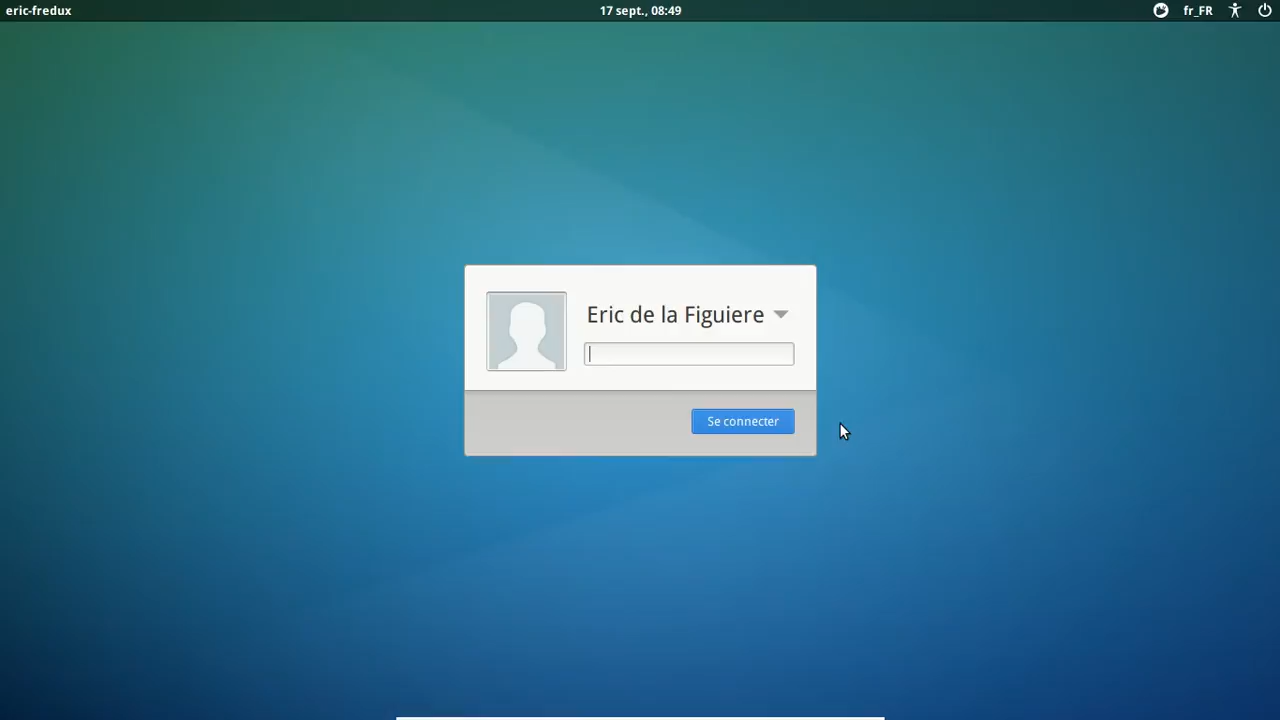 eric-fredux
17 sept., 08:49
fr_FR
Eric de la Figuiere
Se connecter